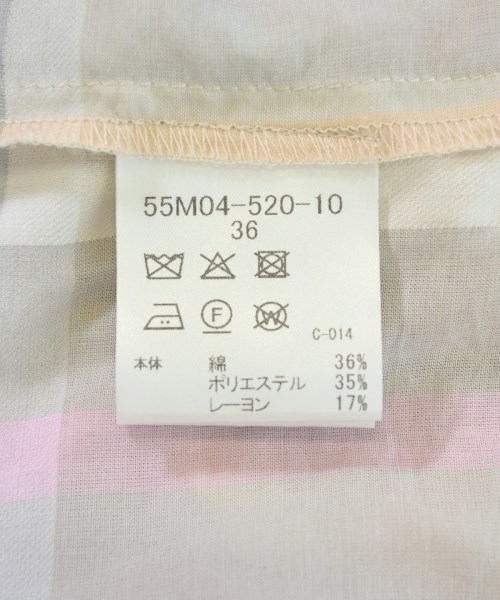 55M04-520-10
36
F
W
C-014
本体 綿 36%
ポリエステル 35%
レーヨン 17%